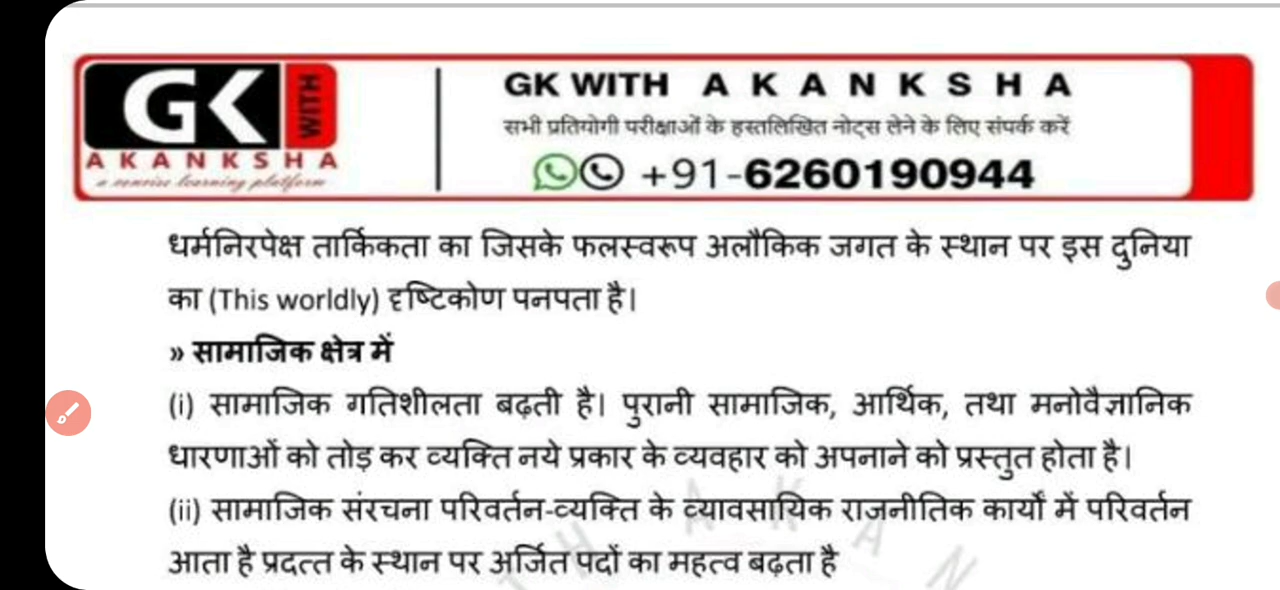 GK WITH
AKANKSHA
a concise learning platform
GK WITH A K A N K S H A
सभी प्रतियोगी परीक्षाओं के हस्तलिखित नोट्स लेने के लिए संपर्क करें
+91-6260190944
धर्मनिरपेक्ष तार्किकता का जिसके फलस्वरूप अलौकिक जगत के स्थान पर इस दुनिया
का (This worldly) दृष्टिकोण पनपता है।
» सामाजिक क्षेत्र में
(i) सामाजिक गतिशीलता बढ़ती है। पुरानी सामाजिक, आर्थिक, तथा मनोवैज्ञानिक
धारणाओं को तोड़ कर व्यक्ति नये प्रकार के व्यवहार को अपनाने को प्रस्तुत होता है।
(ii) सामाजिक संरचना परिवर्तन-व्यक्ति के व्यावसायिक राजनीतिक कार्यों में परिवर्तन
आता है प्रदत्त के स्थान पर अर्जित पदों का महत्व बढ़ता है
T H A K A N